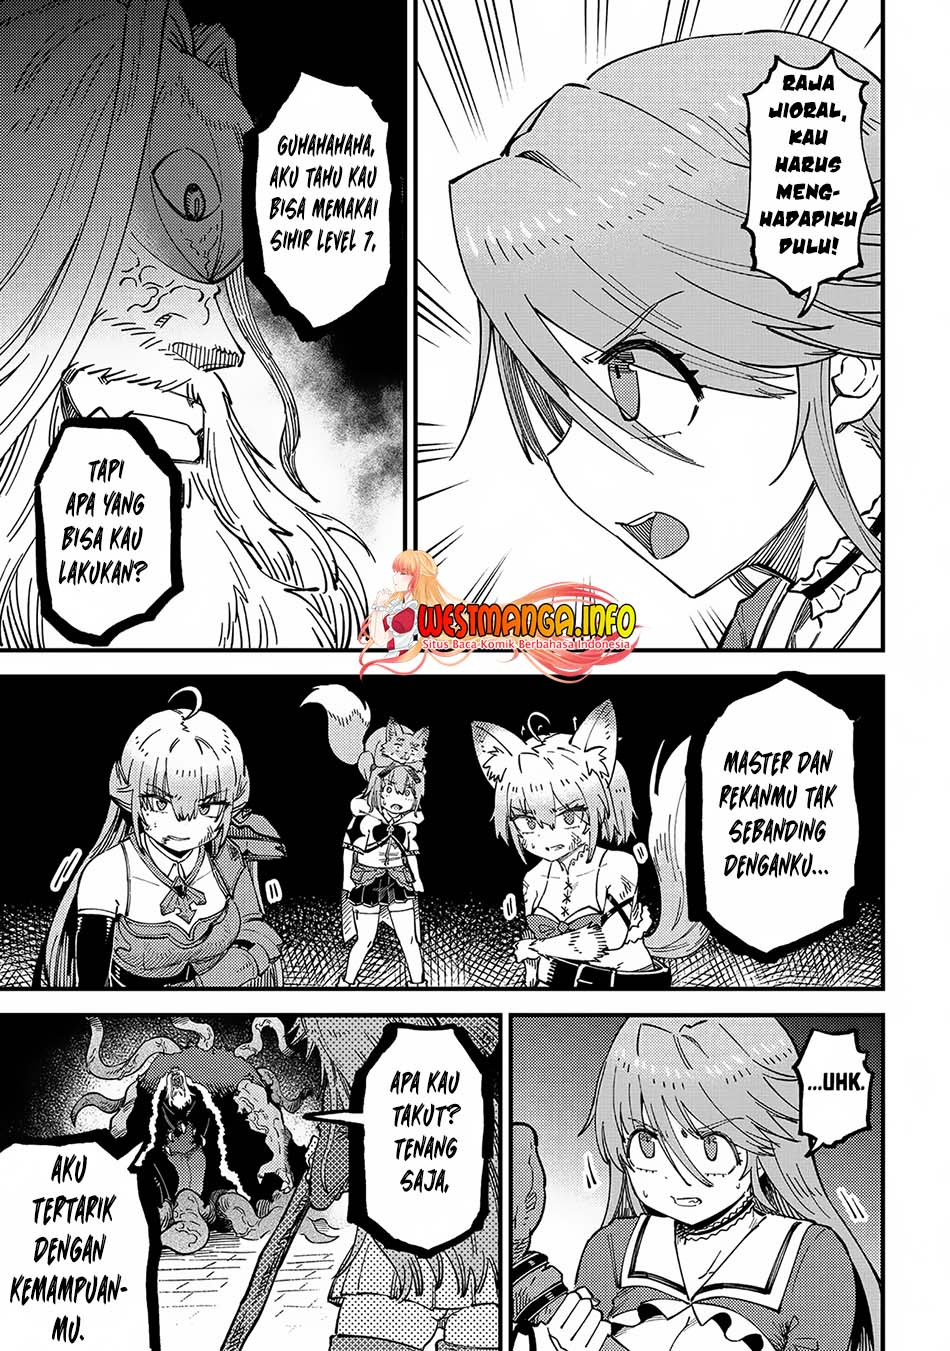 RAJA
JIORAL,
KAU
HARUS
MENG-
HADAPIKU
DULU!
GUHAHAHAHA,
AKU TAHU KAU
BISA MEMAKAI
SIHIR LEVEL 7,
TAPI
APA YANG
BISA KAU
LAKUKAN?
WESTMANGA.INFO
Situs Baca Komik Berbahasa Indonesia
MASTER DAN
REKANMU TAK
SEBANDING
DENGANKU...
...UHK.
APA KAU
TAKUT?
TENANG
SAJA,
AKU
TERTARIK
DENGAN
KEMAMPUAN-
MU.